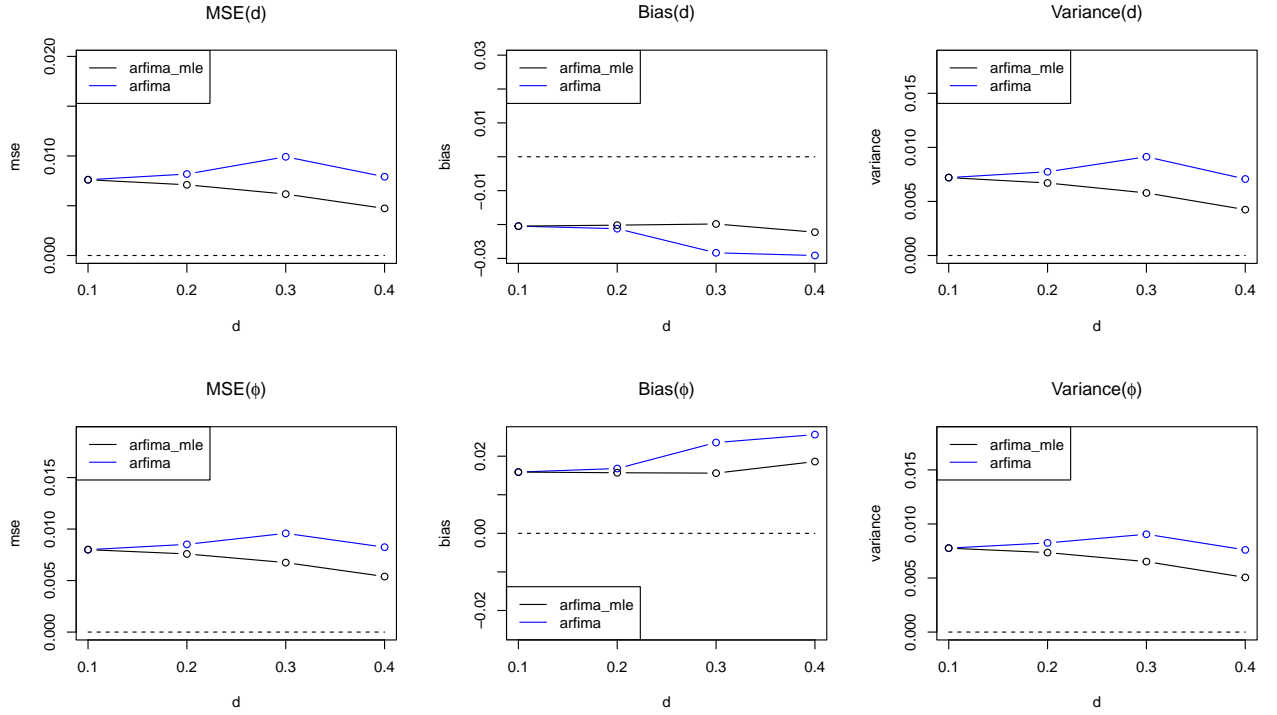 MSE(d)
mse
0.000
0.010
0.020
arfima_mle
arfima
0.1 0.2 0.3 0.4
d
Bias(d)
bias
−0.03
−0.01
0.01
0.03
arfima_mle
arfima
0.1 0.2 0.3 0.4
d
Variance(d)
variance
0.000
0.005
0.010
0.015
arfima_mle
arfima
0.1 0.2 0.3 0.4
d
MSE(ϕ)
mse
0.000
0.005
0.010
0.015
arfima_mle
arfima
0.1 0.2 0.3 0.4
d
Bias(ϕ)
bias
−0.02
0.00
0.02
arfima_mle
arfima
0.1 0.2 0.3 0.4
d
Variance(ϕ)
variance
0.000
0.005
0.010
0.015
arfima_mle
arfima
0.1 0.2 0.3 0.4
d